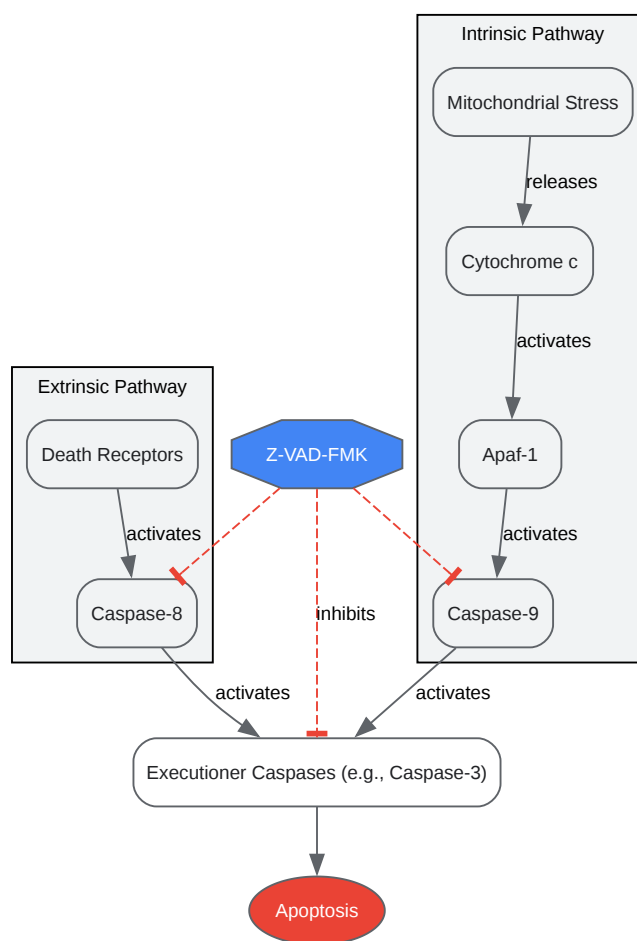 Intrinsic Pathway
Mitochondrial Stress
releases
Cytochrome c
activates
Extrinsic Pathway
Death Receptors
Z-VAD-FMK
Apaf-1
activates
activates
Caspase-8
inhibits
Caspase-9
activates
activates
Executioner Caspases (e.g., Caspase-3)
Apoptosis